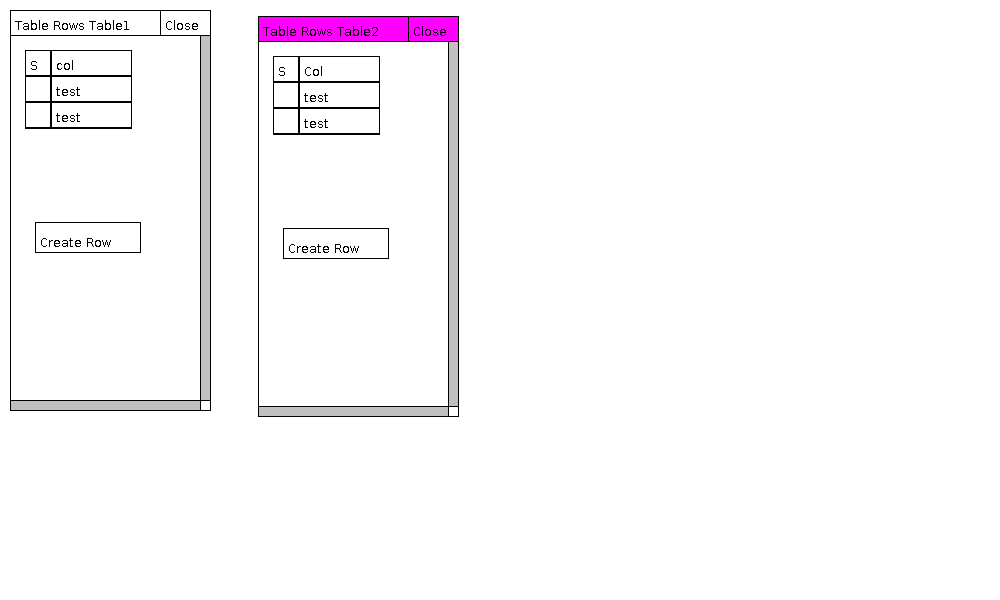 Table Rows Table1 Close
S col
test
test
Create Row
Table Rows Table2 Close
S Col
test
test
Create Row